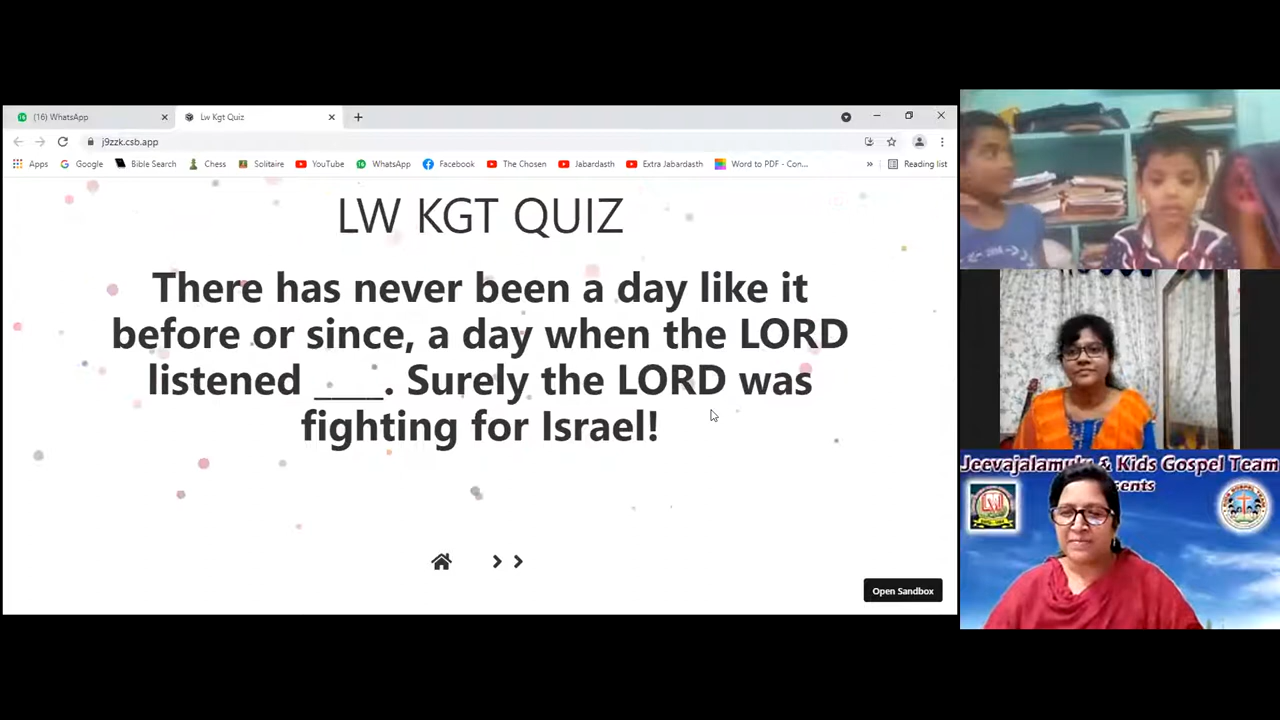 (16) WhatsApp
Lw Kgt Quiz
j9zzk.csb.app
Apps
Google
Bible Search
Chess
Solitaire
YouTube
WhatsApp
Facebook
The Chosen
Jabardasth
Extra Jabardasth
Word to PDF - Con...
Reading list
LW KGT QUIZ
There has never been a day like it
before or since, a day when the LORD
listened ____. Surely the LORD was
fighting for Israel!
Open Sandbox
Jeevajalamulu & Kids Gospel Team